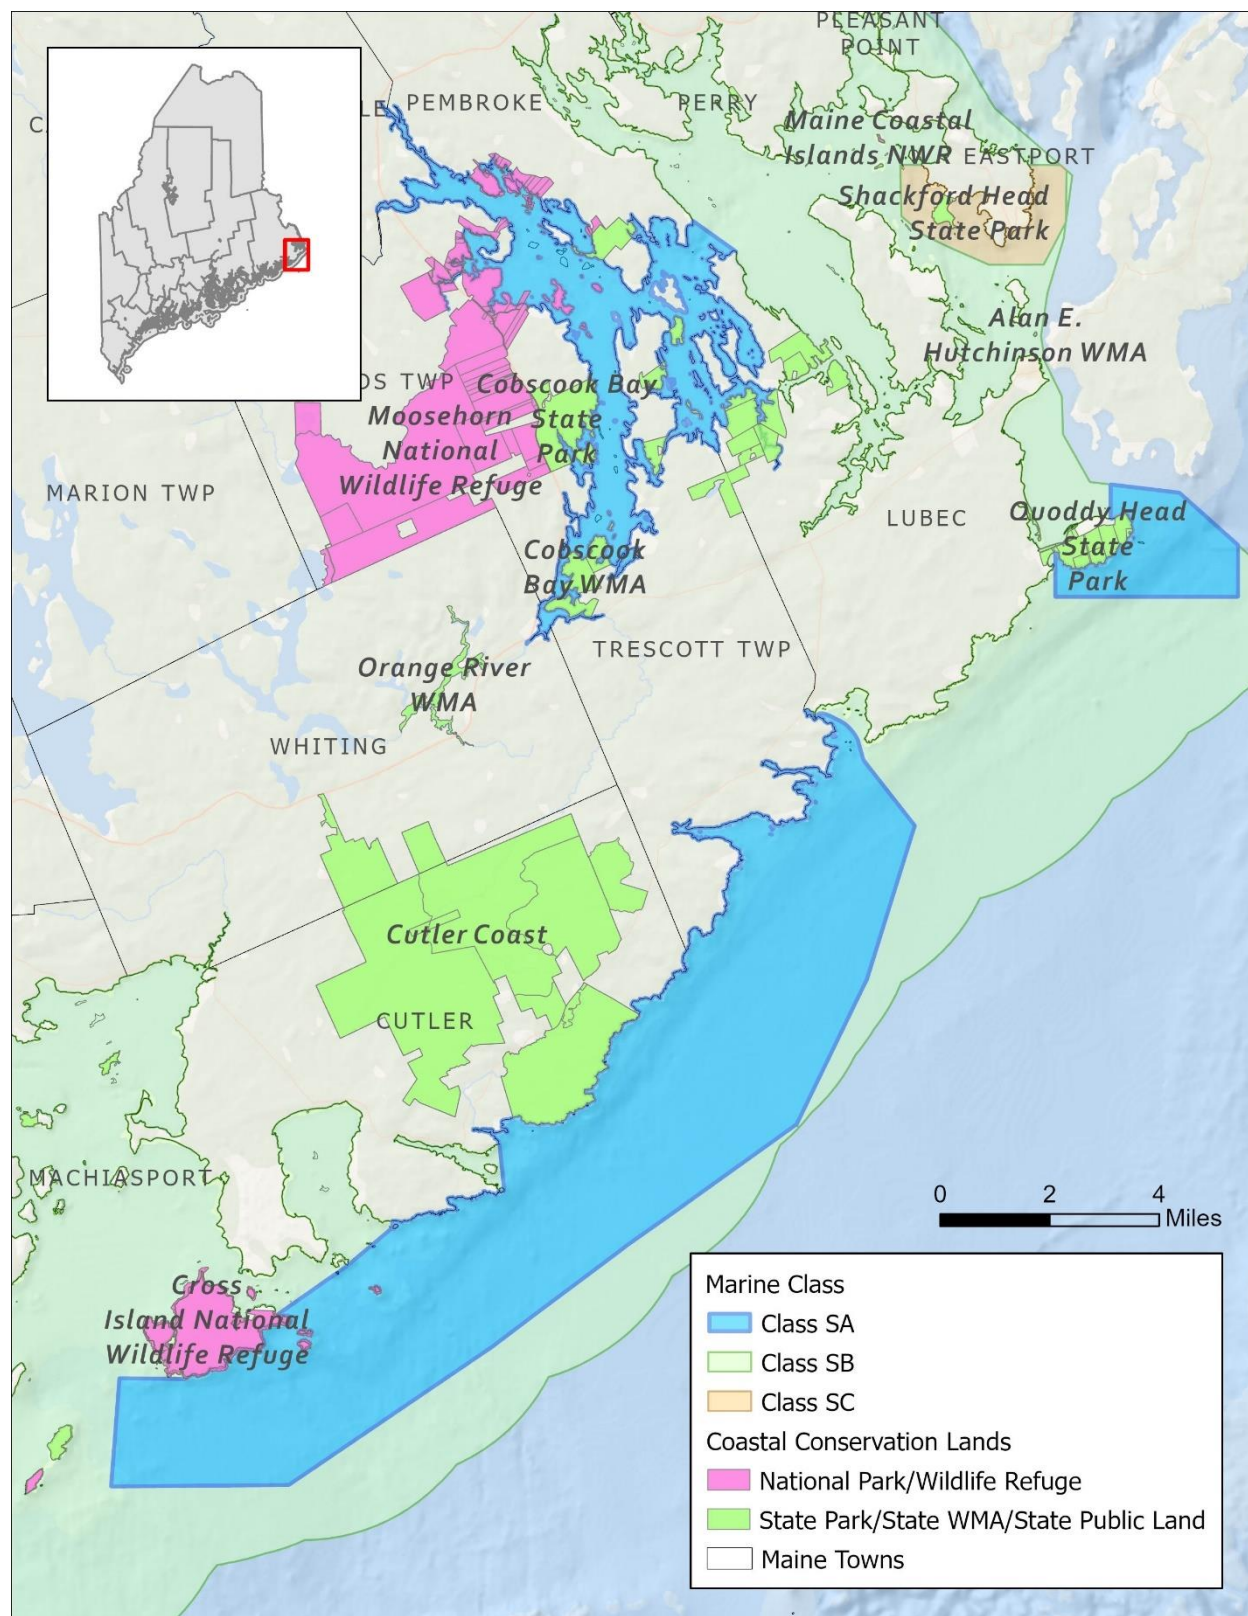 PLEASANT
POINT
LE
PEMBROKE
PERRY
Maine Coastal
Islands NWR
EASTPORT
Shackford Head
State Park
Alan E.
Hutchinson WMA
OS TWP
Cobscook Bay
State
Park
Moosehorn
National
Wildlife Refuge
MARION TWP
LUBEC
Quoddy Head
State
Park
Cobscook
Bay WMA
TRESCOTT TWP
Orange River
WMA
WHITING
Cutler Coast
CUTLER
MACHIASPORT
0 2 4
Miles
Cross
Island National
Wildlife Refuge
Marine Class
Class SA
Class SB
Class SC
Coastal Conservation Lands
National Park/Wildlife Refuge
State Park/State WMA/State Public Land
Maine Towns